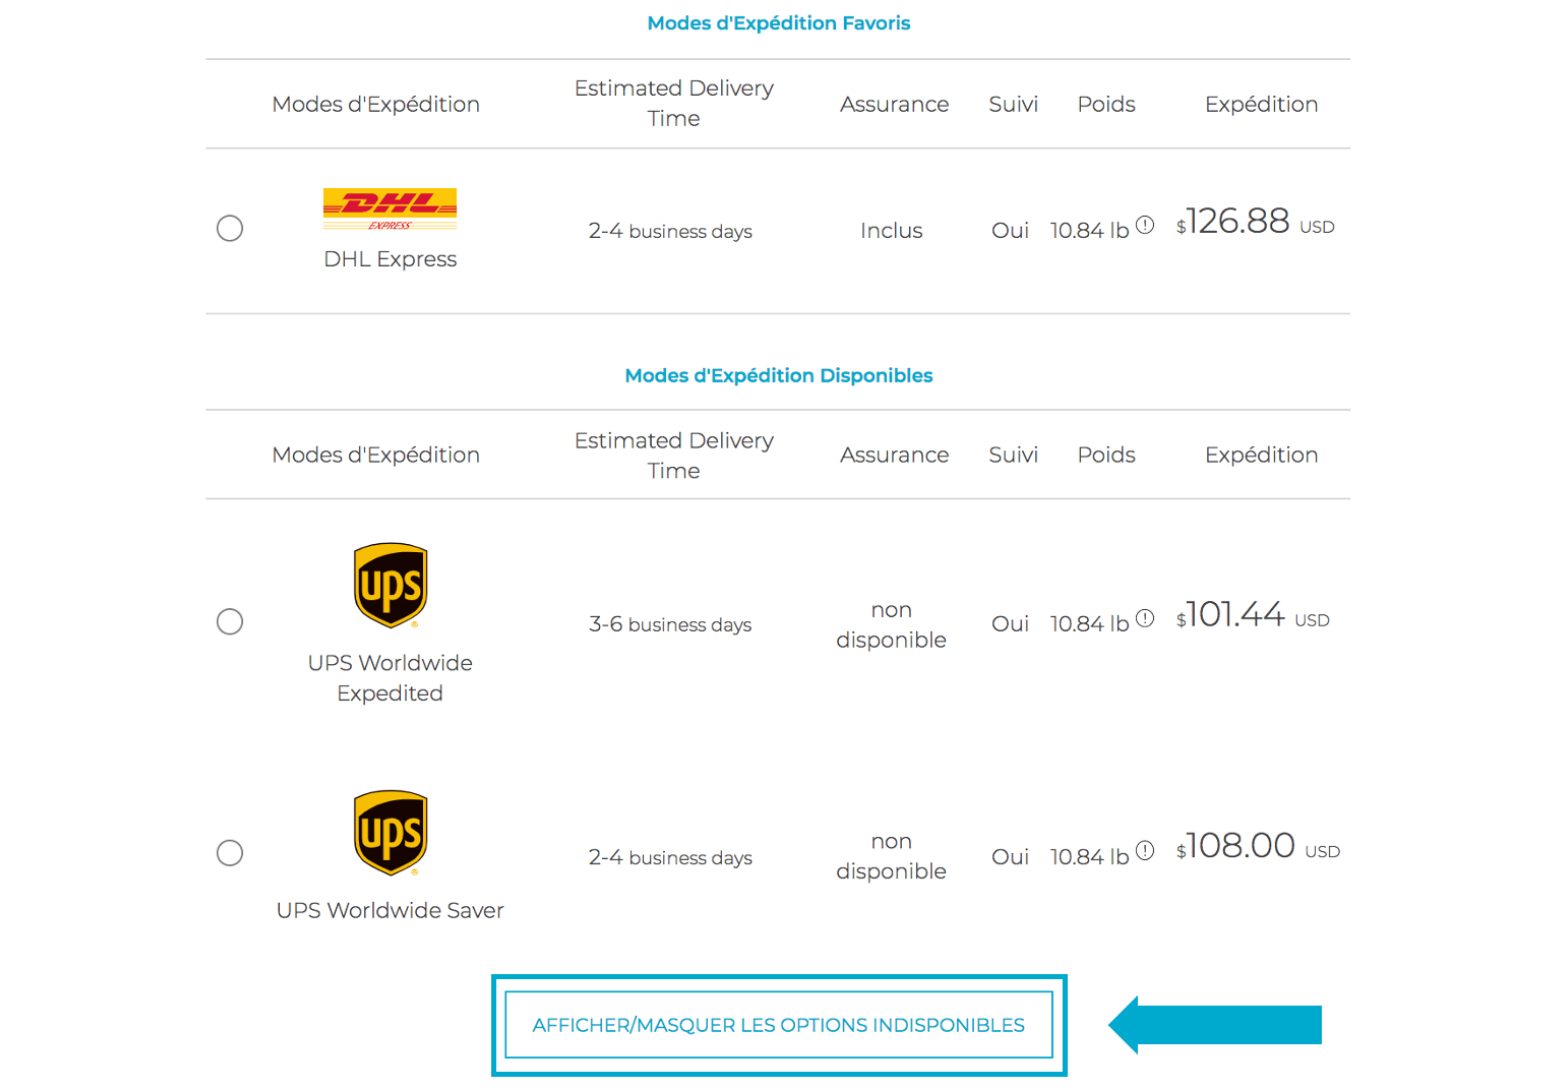 Modes d'Expédition Favoris
Modes d'Expédition
Estimated Delivery
Time
Assurance
Suivi
Poids
Expédition
DHL
EXPRESS
DHL Express
2-4 business days
Inclus
Oui
10.84 lb
$126.88 USD
Modes d'Expédition Disponibles
Modes d'Expédition
Estimated Delivery
Time
Assurance
Suivi
Poids
Expédition
ups
UPS Worldwide
Expedited
3-6 business days
non
disponible
Oui
10.84 lb
$101.44 USD
ups
UPS Worldwide Saver
2-4 business days
non
disponible
Oui
10.84 lb
$108.00 USD
AFFICHER/MASQUER LES OPTIONS INDISPONIBLES